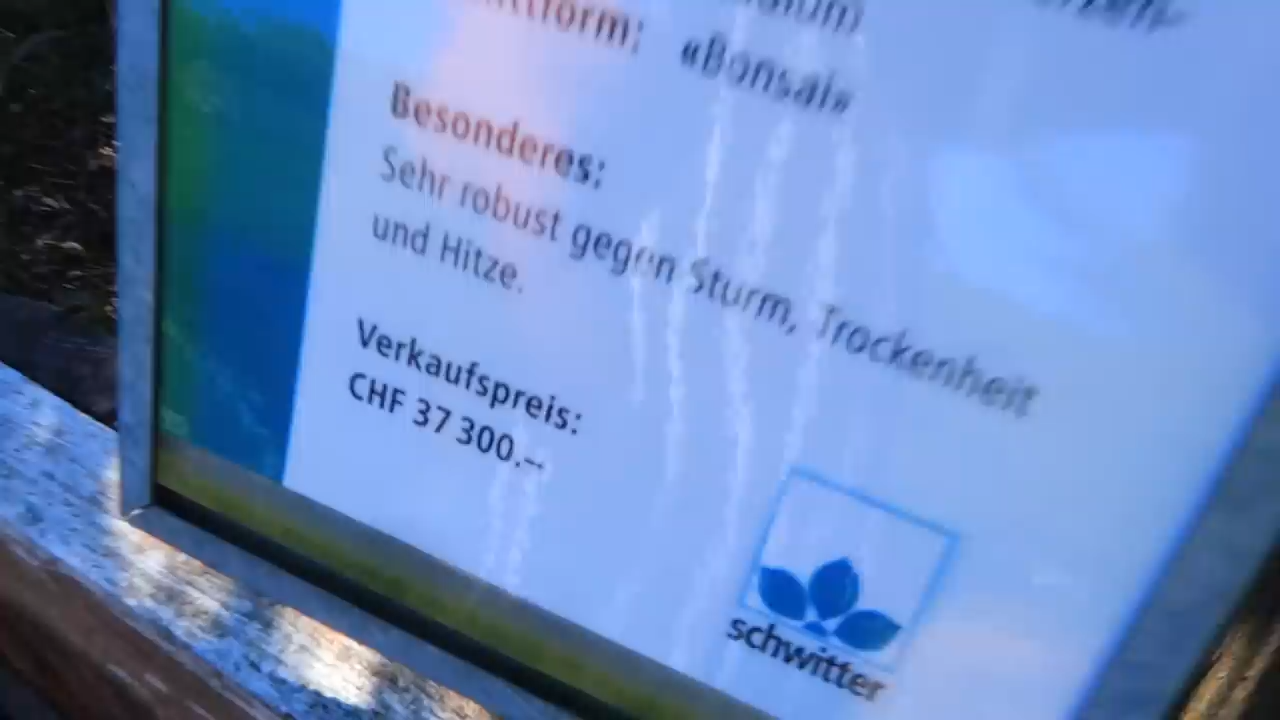 «Bonsai»
Besonderes:
Sehr robust gegen Sturm, Trockenheit
und Hitze.
Verkaufspreis:
CHF 37 300.–
schwitter